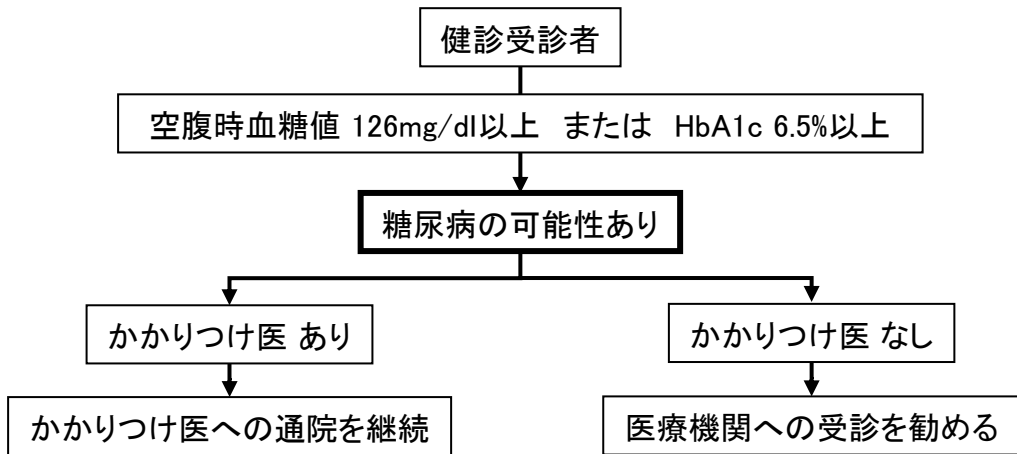 健診受診者
空腹時血糖値 126mg/dl以上 または HbA1c 6.5%以上
糖尿病の可能性あり
かかりつけ医 あり
かかりつけ医 なし
かかりつけ医への通院を継続
医療機関への受診を勧める